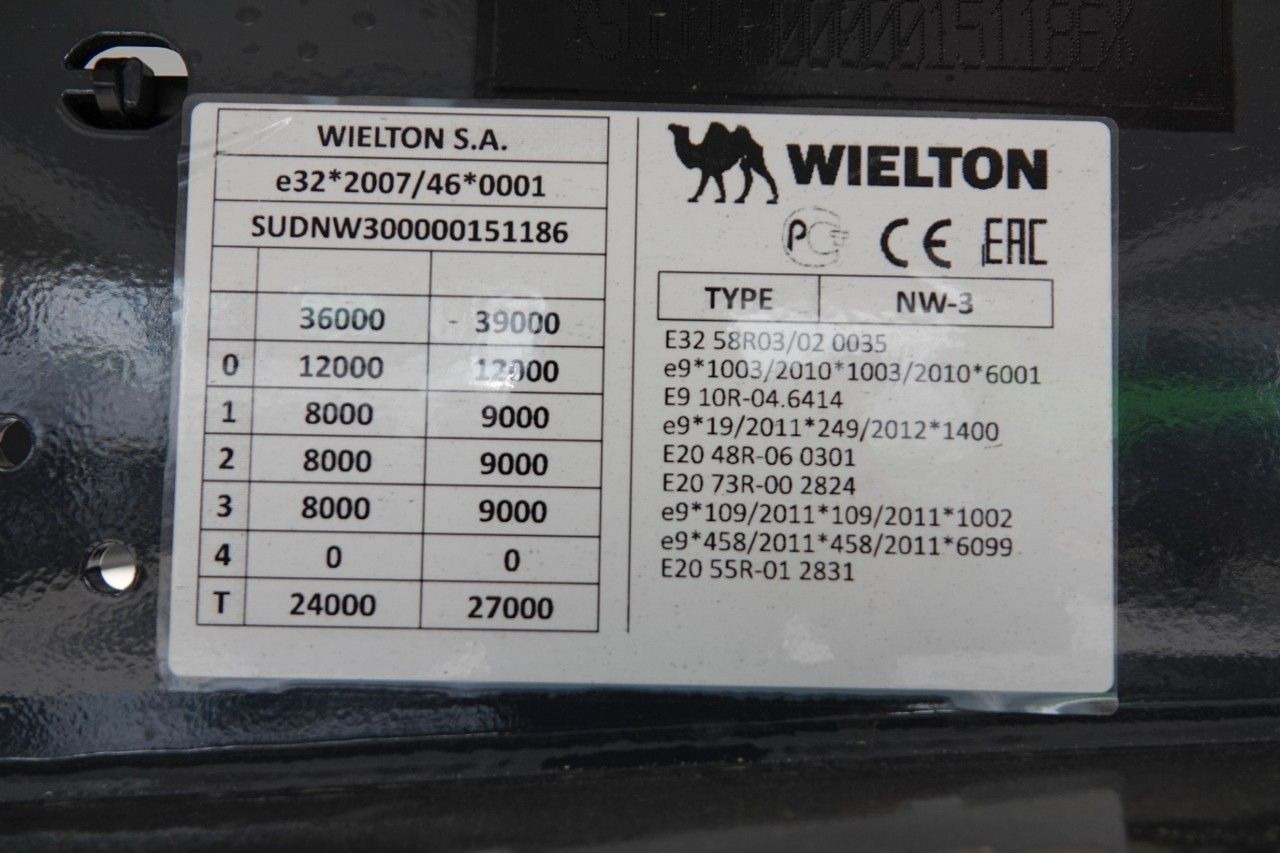 WIELTON S.A.
e32*2007/46*0001
SUDNW300000151186
36000 - 39000
0 12000 12000
1 8000 9000
2 8000 9000
3 8000 9000
4 0 0
T 24000 27000
WIELTON
PC CE EAC
TYPE NW-3
E32 58R03/02 0035
e9*1003/2010*1003/2010*6001
E9 10R-04.6414
e9*19/2011*249/2012*1400
E20 48R-06 0301
E20 73R-00 2824
e9*109/2011*109/2011*1002
e9*458/2011*458/2011*6099
E20 55R-01 2831